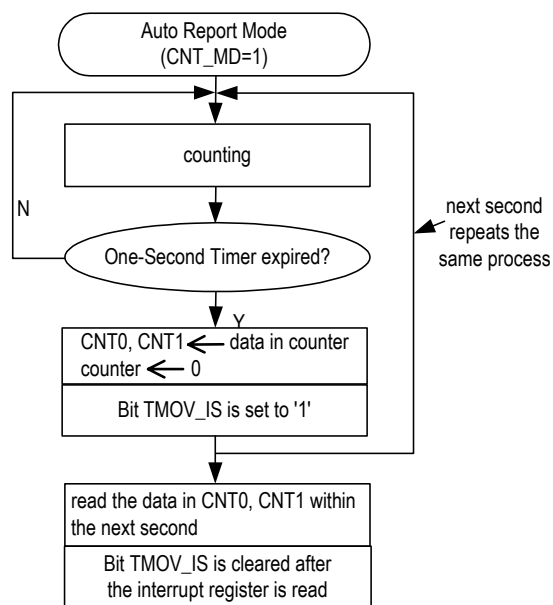 Auto Report Mode
(CNT_MD=1)
counting
N
next second
repeats the
same process
One-Second Timer expired?
Y
CNT0, CNT1 ← data in counter
counter ← 0
Bit TMOV_IS is set to '1'
read the data in CNT0, CNT1 within
the next second
Bit TMOV_IS is cleared after
the interrupt register is read